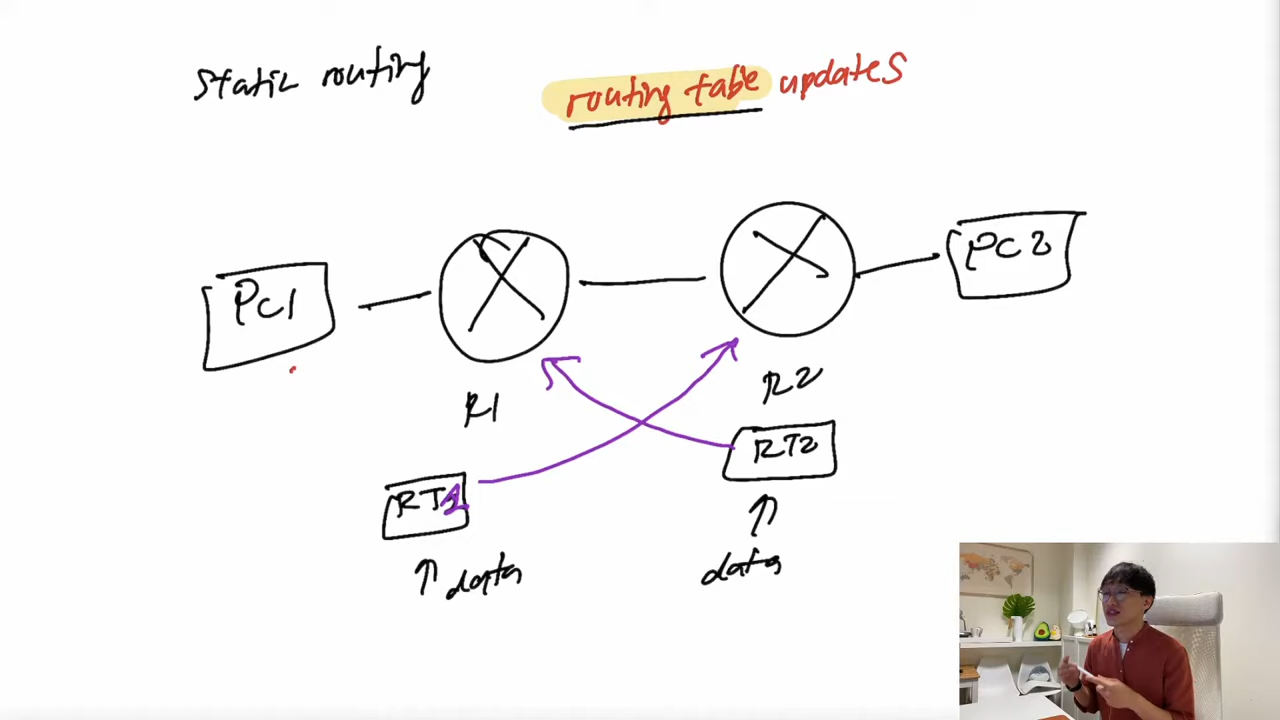 static routing
routing table updates
PC1
PC2
R1
R2
RT1
RT2
data
data